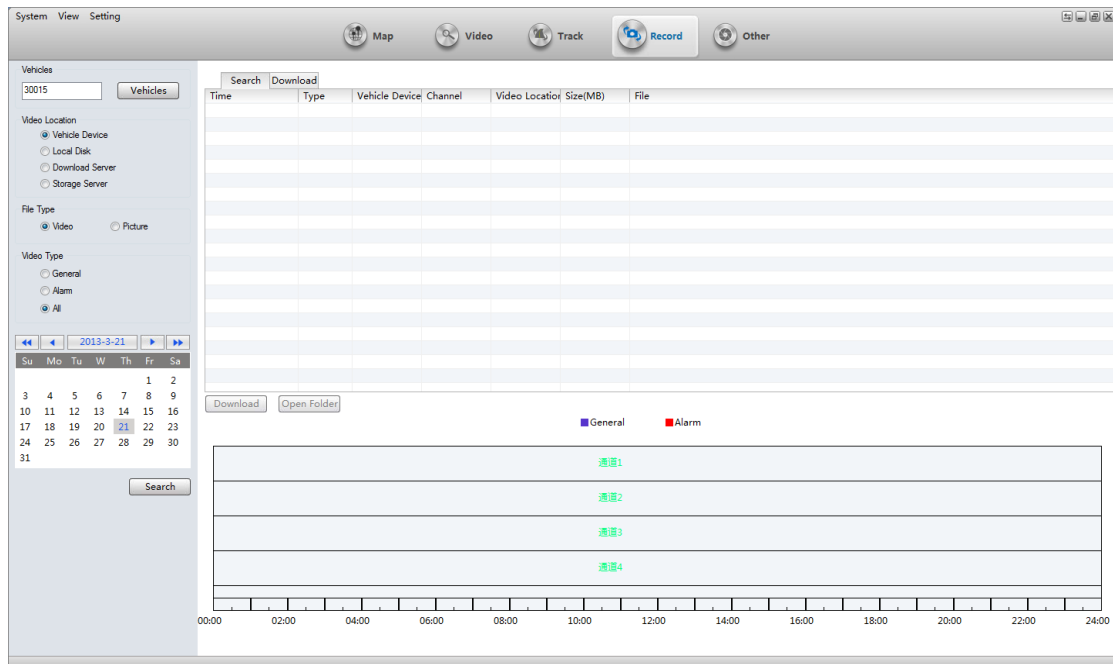 System View Setting
Map Video Track Record Other
Vehicles
30015 Vehicles
Video Location
Vehicle Device
Local Disk
Download Server
Storage Server
File Type
Video Picture
Video Type
General
Alarm
All
2013-3-21
Su Mo Tu W Th Fr Sa
1 2
3 4 5 6 7 8 9
10 11 12 13 14 15 16
17 18 19 20 21 22 23
24 25 26 27 28 29 30
31
Search
Search Download
Time Type Vehicle Device Channel Video Location Size(MB) File
Download Open Folder
General Alarm
通道1
通道2
通道3
通道4
00:00 02:00 04:00 06:00 08:00 10:00 12:00 14:00 16:00 18:00 20:00 22:00 24:00